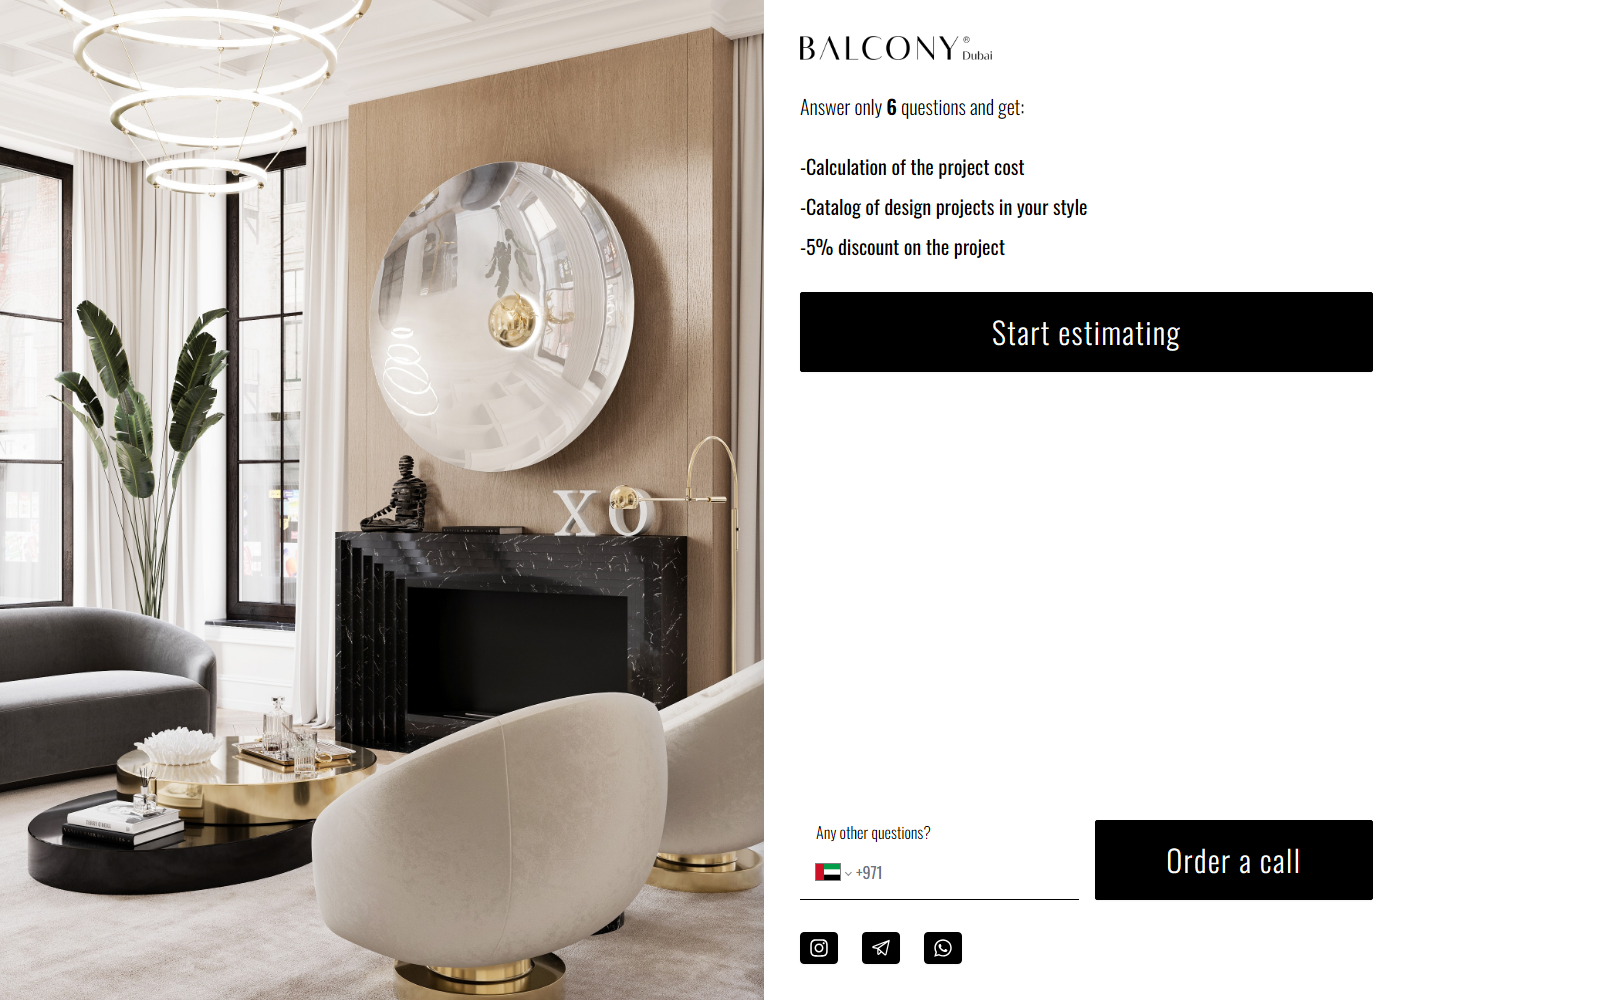 BALCONY®
Dubai
Answer only 6 questions and get:
-Calculation of the project cost
-Catalog of design projects in your style
-5% discount on the project
Start estimating
XO
Any other questions?
+971
Order a call